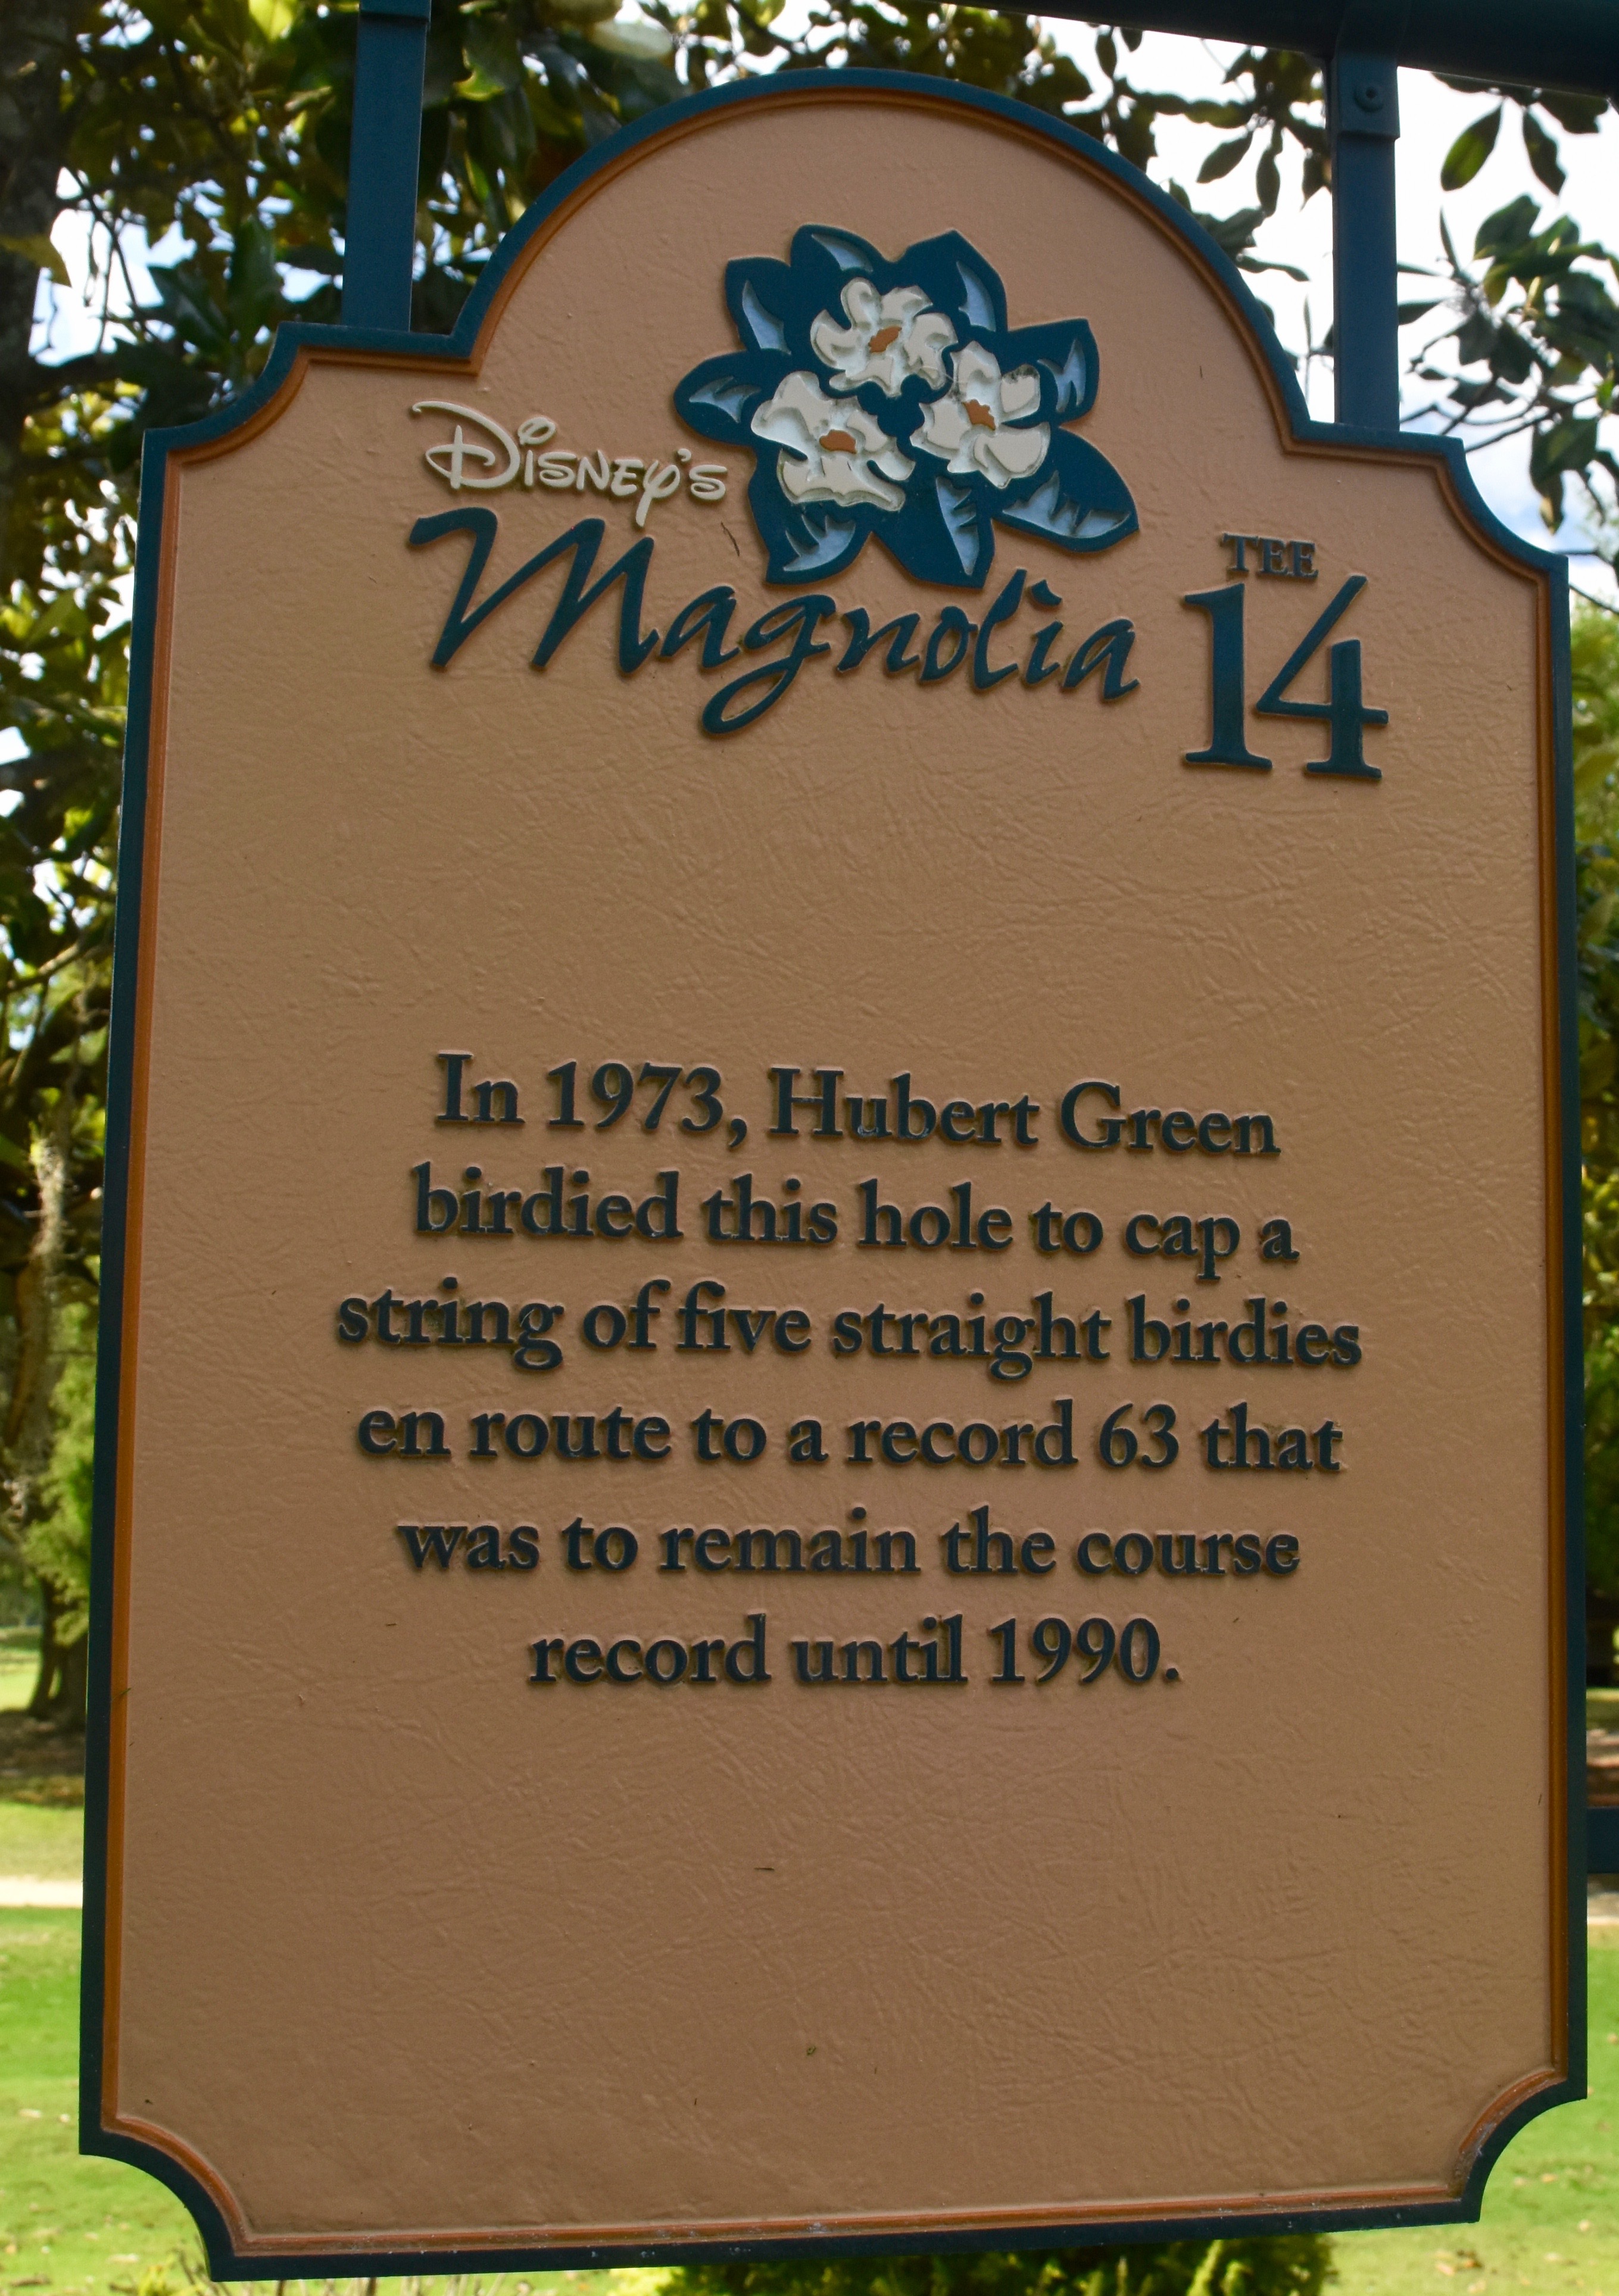 Disney's
Magnolia
TEE
14
In 1973, Hubert Green
birdied this hole to cap a
string of five straight birdies
en route to a record 63 that
was to remain the course
record until 1990.